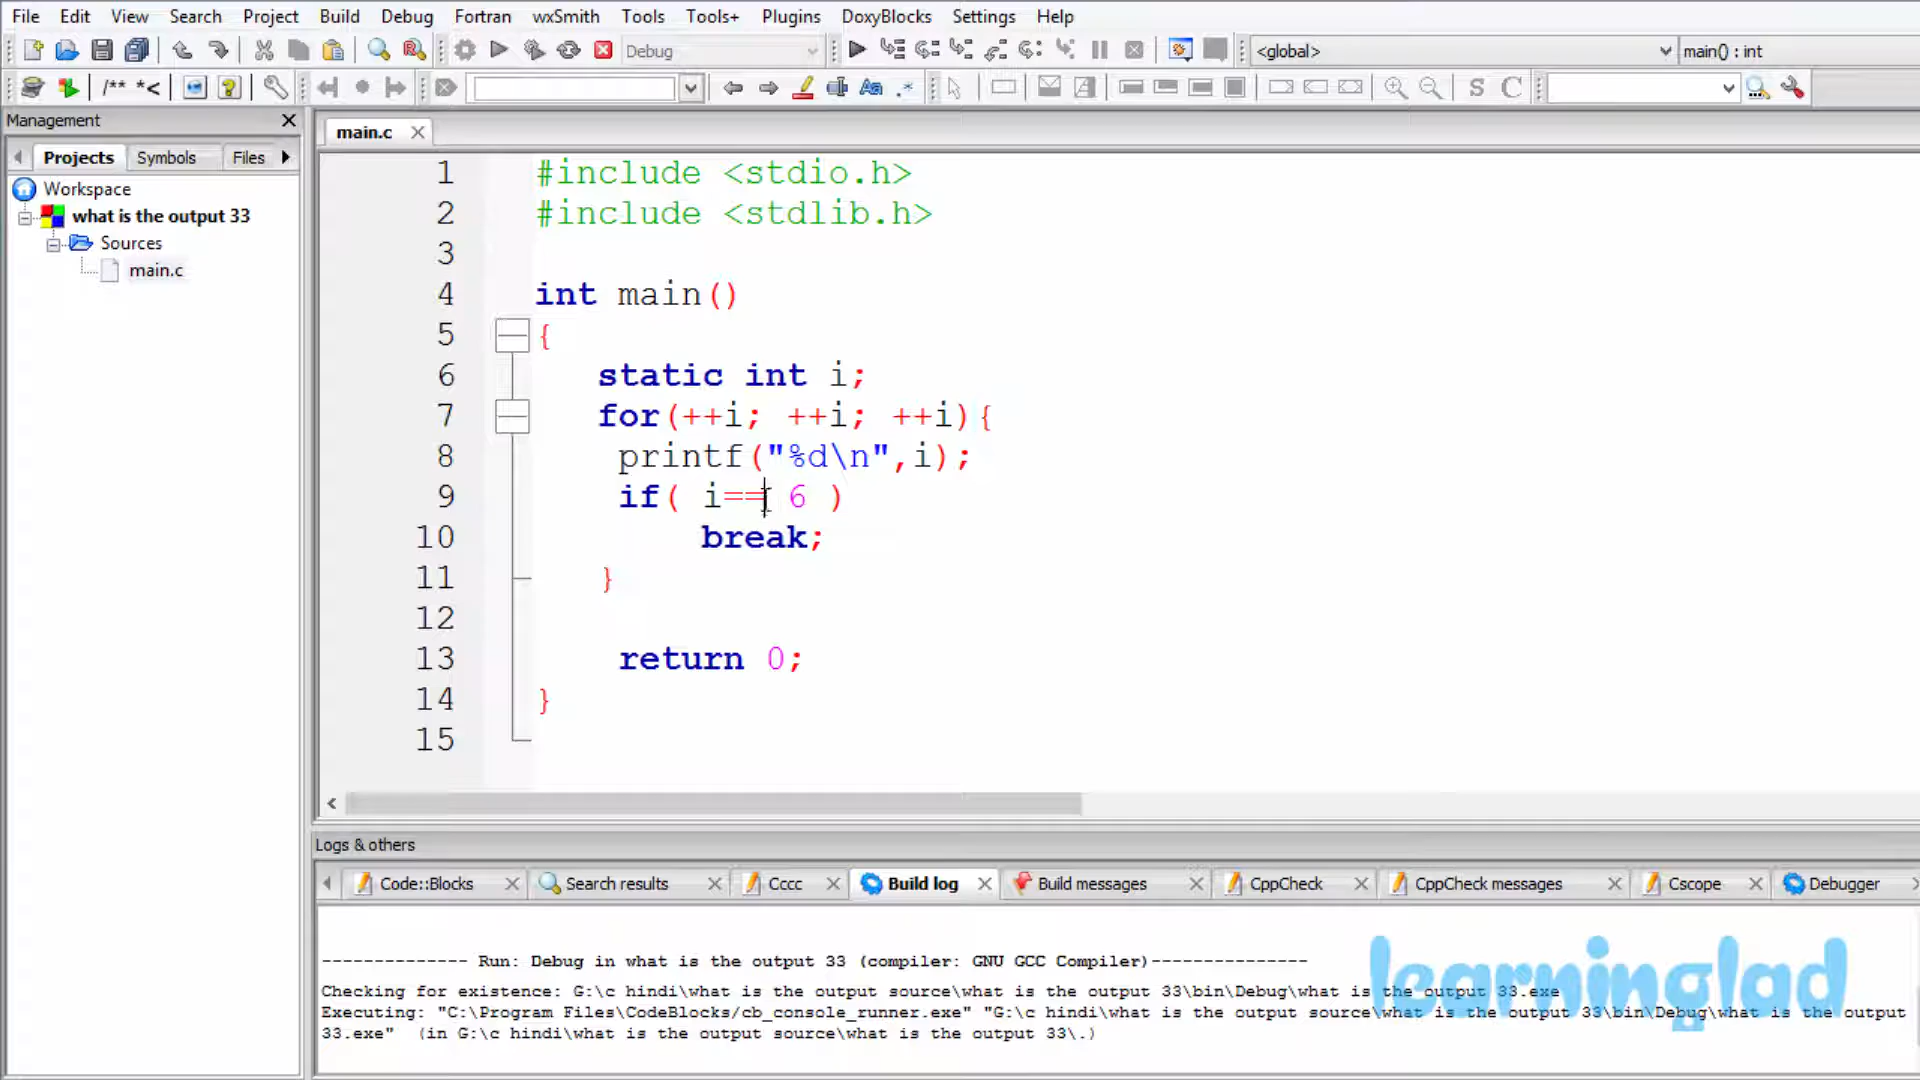 File Edit View Search Project Build Debug Fortran wxSmith Tools Tools+ Plugins DoxyBlocks Settings Help
Debug <global> main() : int
/** *<
Management
main.c
Projects Symbols Files
Workspace
what is the output 33
Sources
main.c
1 #include <stdio.h>
2 #include <stdlib.h>
3
4 int main()
5 {
6 static int i;
7 for(++i; ++i; ++i){
8 printf("%d\n",i);
9 if( i== 6 )
10 break;
11 }
12
13 return 0;
14 }
15
Logs & others
Code::Blocks Search results Cccc Build log Build messages CppCheck CppCheck messages Cscope Debugger
-------------- Run: Debug in what is the output 33 (compiler: GNU GCC Compiler)---------------
Checking for existence: G:\c hindi\what is the output source\what is the output 33\bin\Debug\what is the output 33.exe
Executing: "C:\Program Files\CodeBlocks/cb_console_runner.exe" "G:\c hindi\what is the output source\what is the output 33\bin\Debug\what is the output
33.exe" (in G:\c hindi\what is the output source\what is the output 33\.)
learninglad